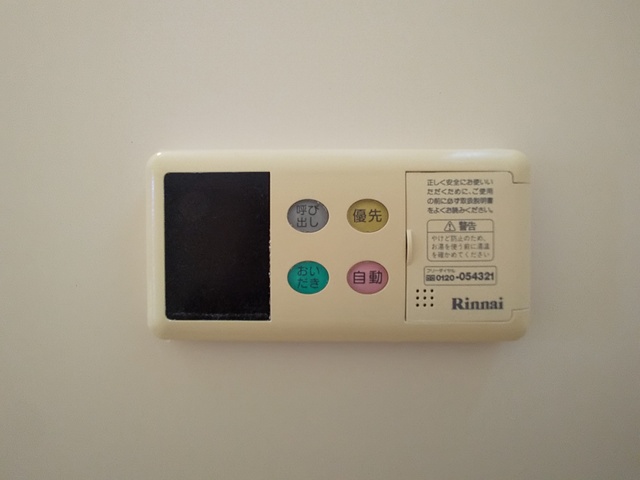 呼び
出し
優先
おい
だき
自動
正しく安全にお使いい
ただくために、ご使用
の前に必ず取扱説明書
をよくお読みください。
⚠警告
やけど防止のため、
お湯を使う前に湯温
を確かめてください
フリーダイヤル
0120-054321
Rinnai